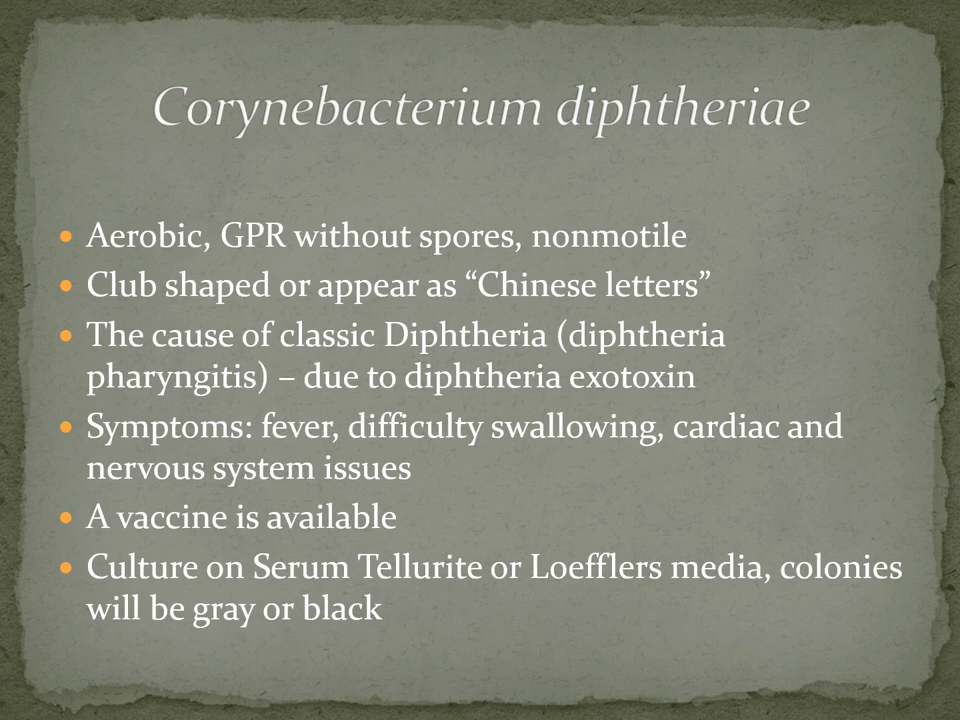 Corynebacterium diphtheriae
• Aerobic, GPR without spores, nonmotile
• Club shaped or appear as “Chinese letters”
• The cause of classic Diphtheria (diphtheria
pharyngitis) – due to diphtheria exotoxin
• Symptoms: fever, difficulty swallowing, cardiac and
nervous system issues
• A vaccine is available
• Culture on Serum Tellurite or Loefflers media, colonies
will be gray or black